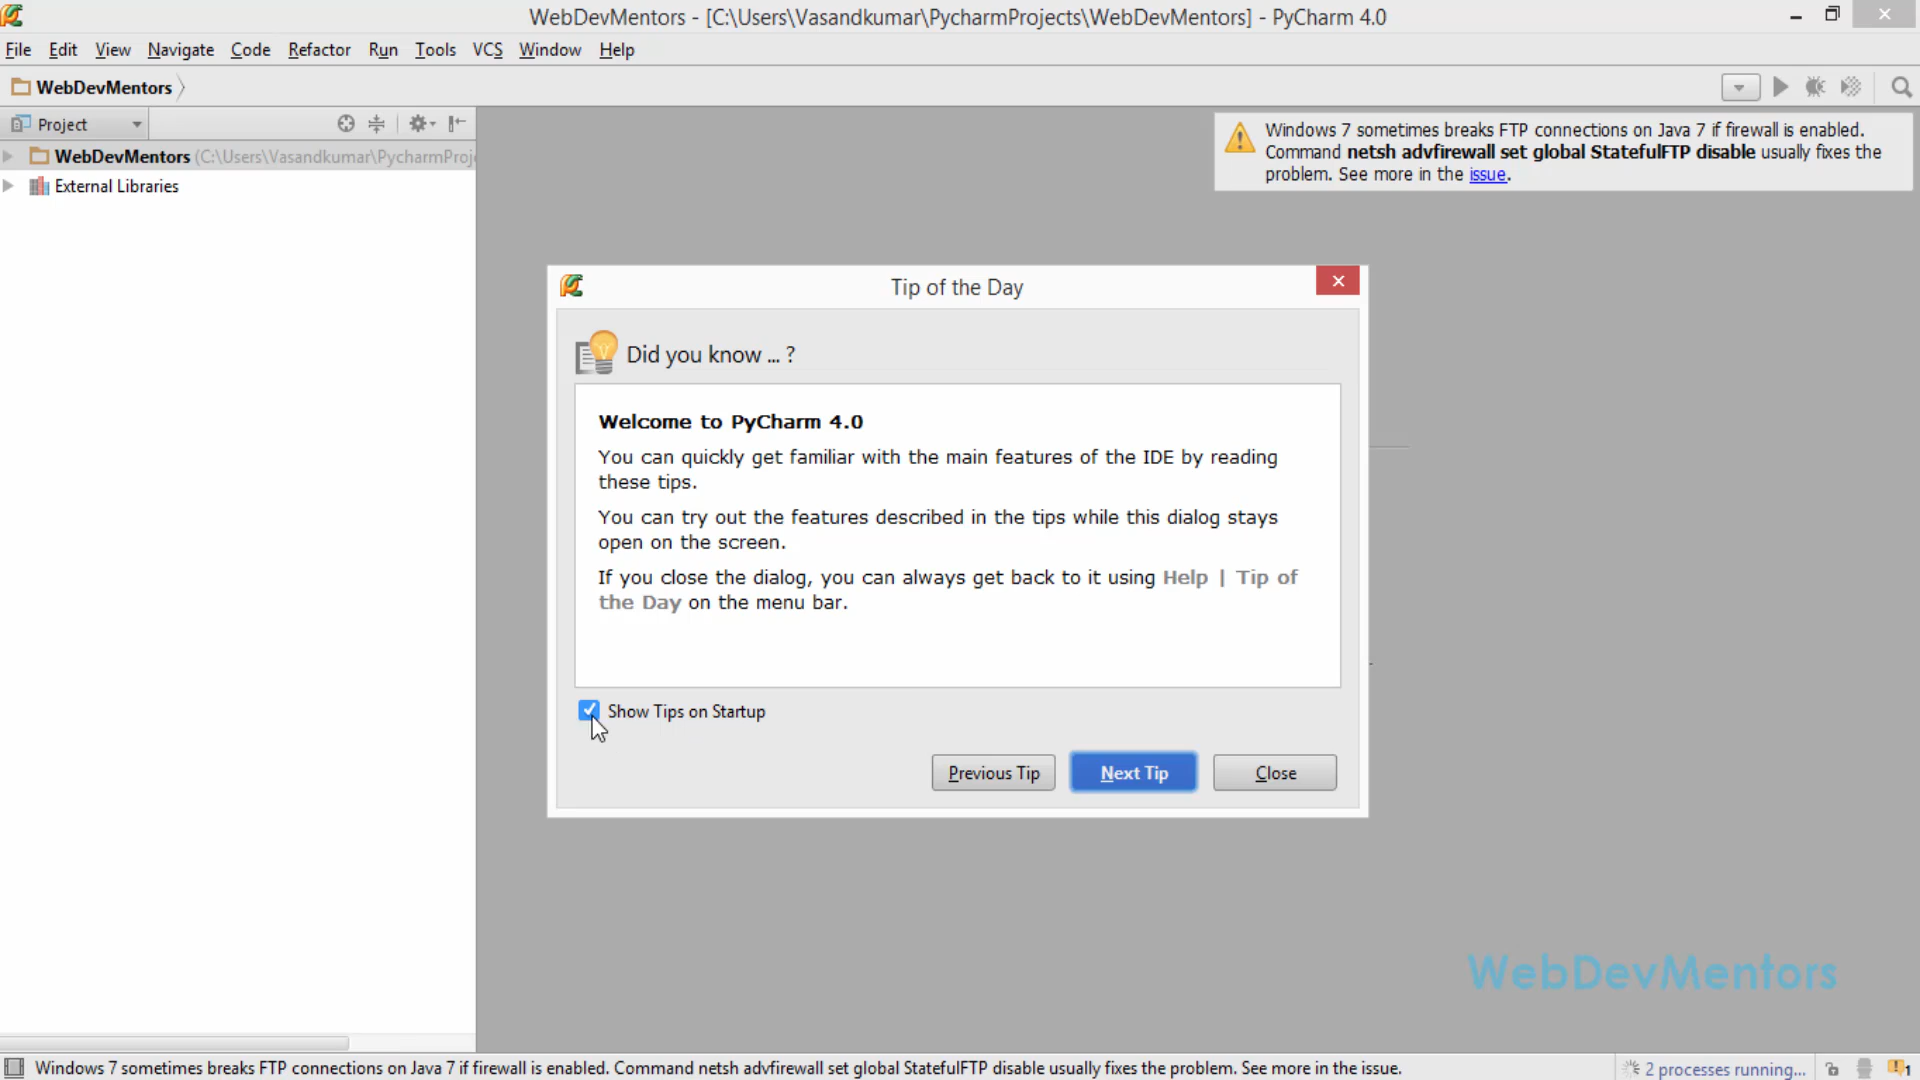 WebDevMentors - [C:\Users\Vasandkumar\PycharmProjects\WebDevMentors] - PyCharm 4.0
File Edit View Navigate Code Refactor Run Tools VCS Window Help
WebDevMentors
Project
WebDevMentors (C:\Users\Vasandkumar\PycharmProj
External Libraries
Windows 7 sometimes breaks FTP connections on Java 7 if firewall is enabled.
Command netsh advfirewall set global StatefulFTP disable usually fixes the
problem. See more in the issue.
Tip of the Day
Did you know ... ?
Welcome to PyCharm 4.0
You can quickly get familiar with the main features of the IDE by reading
these tips.
You can try out the features described in the tips while this dialog stays
open on the screen.
If you close the dialog, you can always get back to it using Help | Tip of
the Day on the menu bar.
Show Tips on Startup
Previous Tip Next Tip Close
WebDevMentors
Windows 7 sometimes breaks FTP connections on Java 7 if firewall is enabled. Command netsh advfirewall set global StatefulFTP disable usually fixes the problem. See more in the issue.
2 processes running... 1